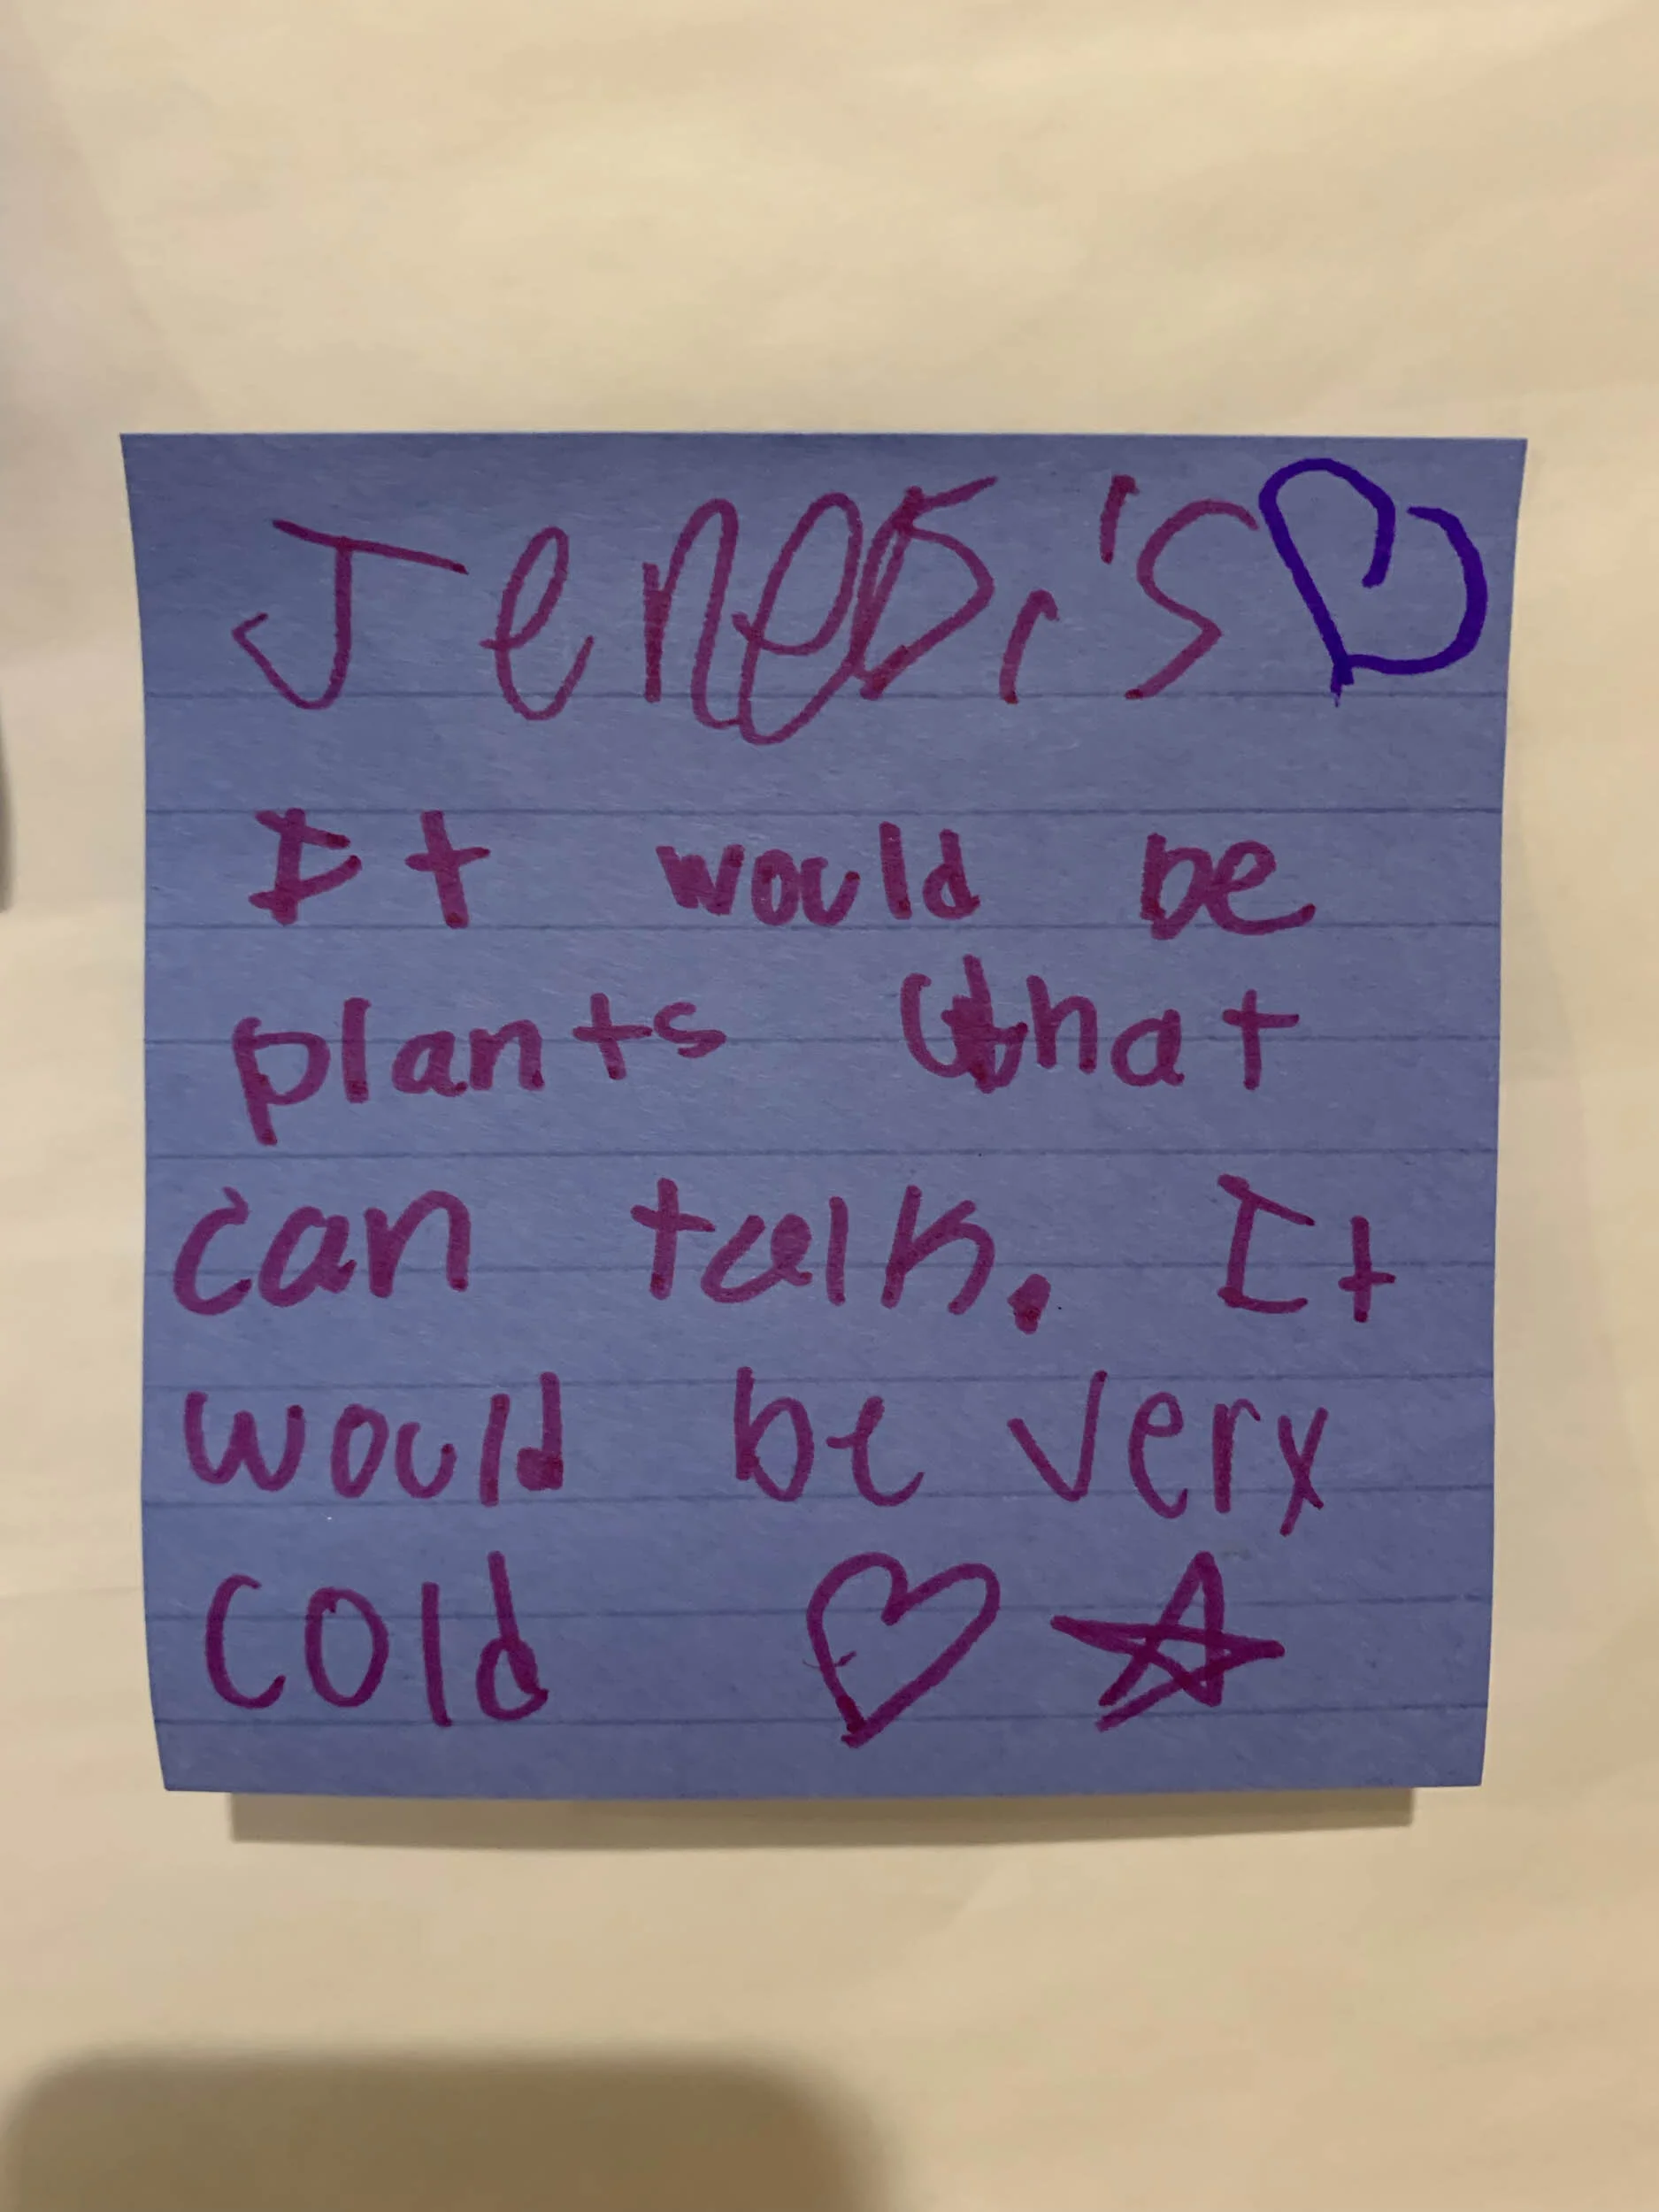 It would be
plants that
can talk. It
would be very
cold